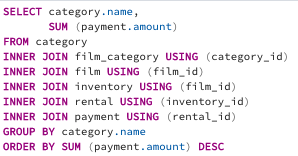 SELECT category.name,
SUM (payment.amount)
FROM category
INNER JOIN film_category USING (category_id)
INNER JOIN film USING (film_id)
INNER JOIN inventory USING (film_id)
INNER JOIN rental USING (inventory_id)
INNER JOIN payment USING (rental_id)
GROUP BY category.name
ORDER BY SUM (payment.amount) DESC